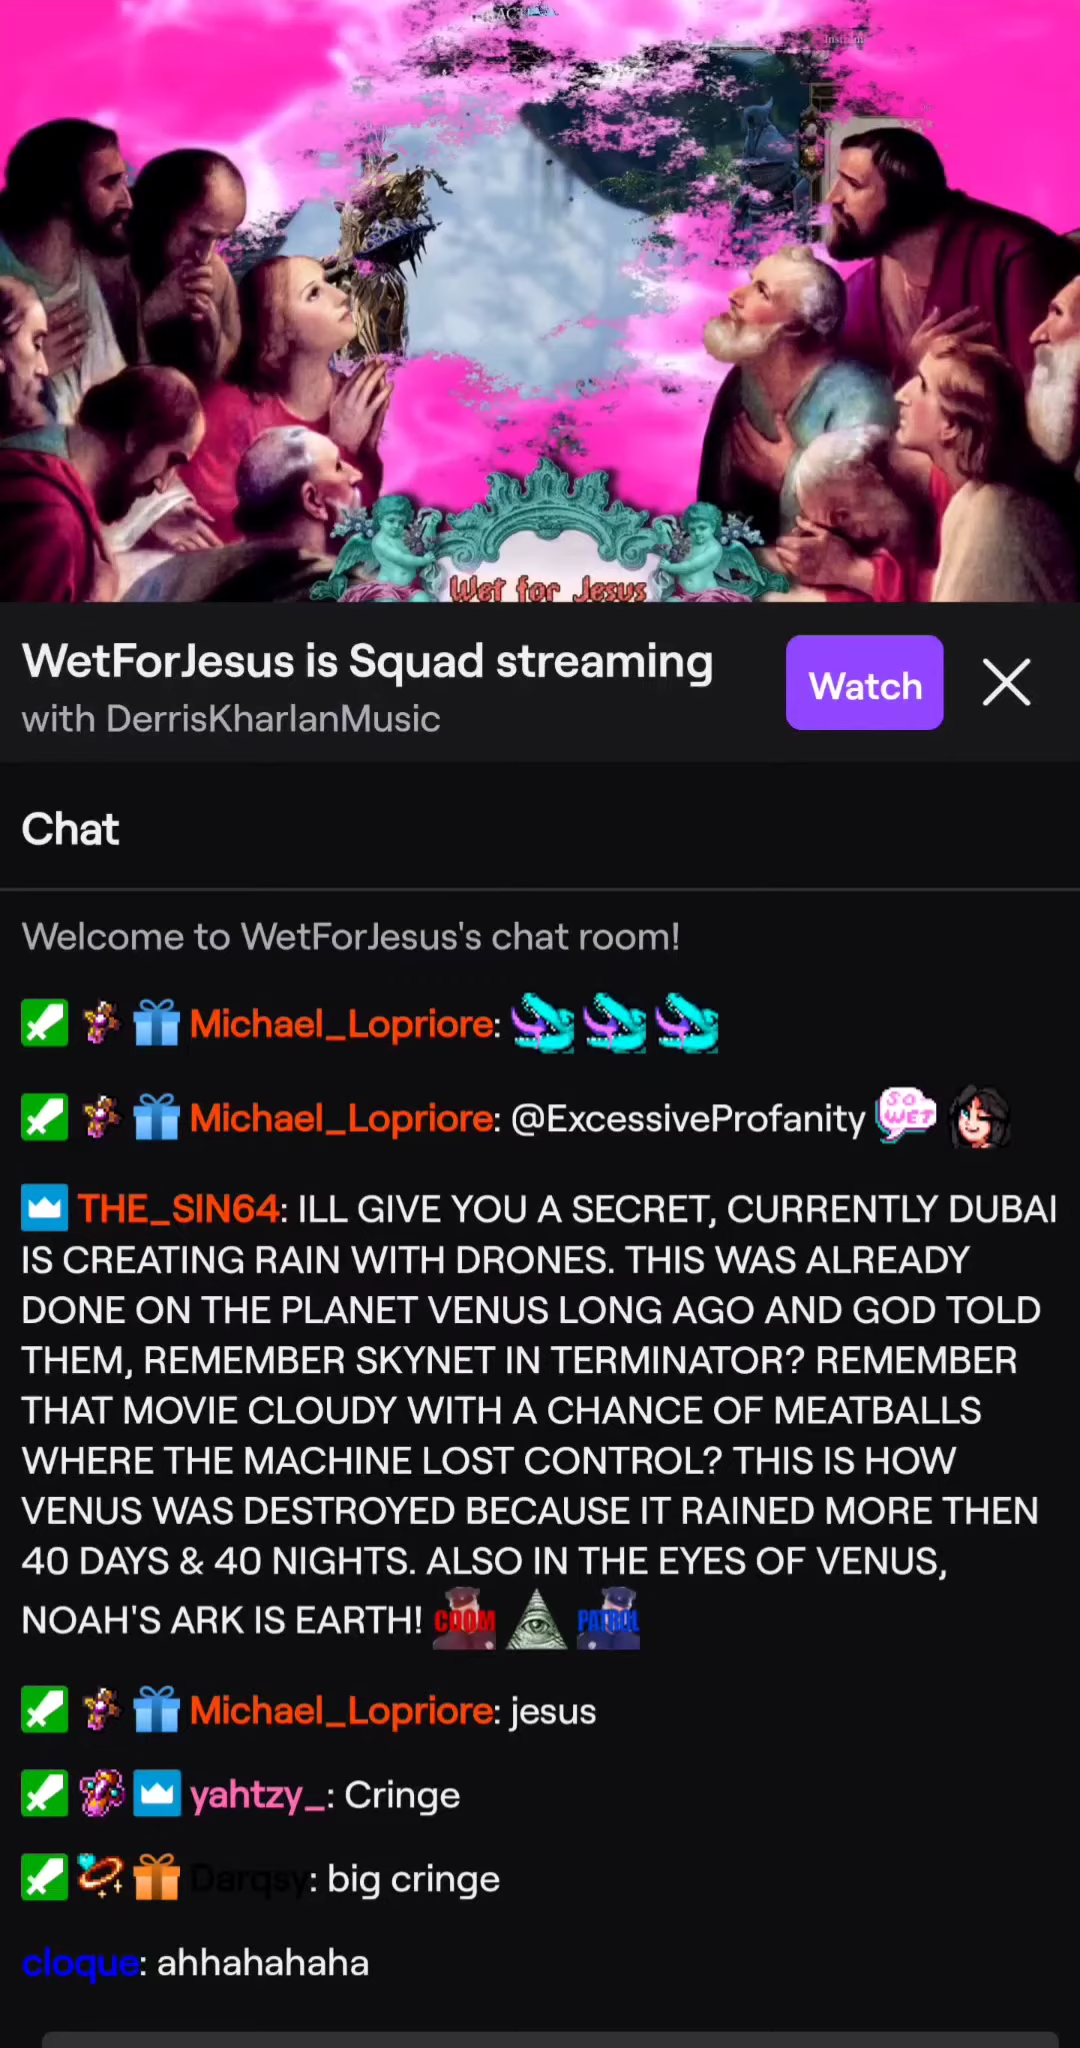 Wet for Jesus
WetForJesus is Squad streaming
with DerrisKharlanMusic
Watch
Chat
Welcome to WetForJesus's chat room!
Michael_Lopriore:
Michael_Lopriore: @ExcessiveProfanity SO WET
THE_SIN64: ILL GIVE YOU A SECRET, CURRENTLY DUBAI
IS CREATING RAIN WITH DRONES. THIS WAS ALREADY
DONE ON THE PLANET VENUS LONG AGO AND GOD TOLD
THEM, REMEMBER SKYNET IN TERMINATOR? REMEMBER
THAT MOVIE CLOUDY WITH A CHANCE OF MEATBALLS
WHERE THE MACHINE LOST CONTROL? THIS IS HOW
VENUS WAS DESTROYED BECAUSE IT RAINED MORE THEN
40 DAYS & 40 NIGHTS. ALSO IN THE EYES OF VENUS,
NOAH'S ARK IS EARTH! COOM PATROL
Michael_Lopriore: jesus
yahtzy_: Cringe
Darqsy: big cringe
cloque: ahhahahaha